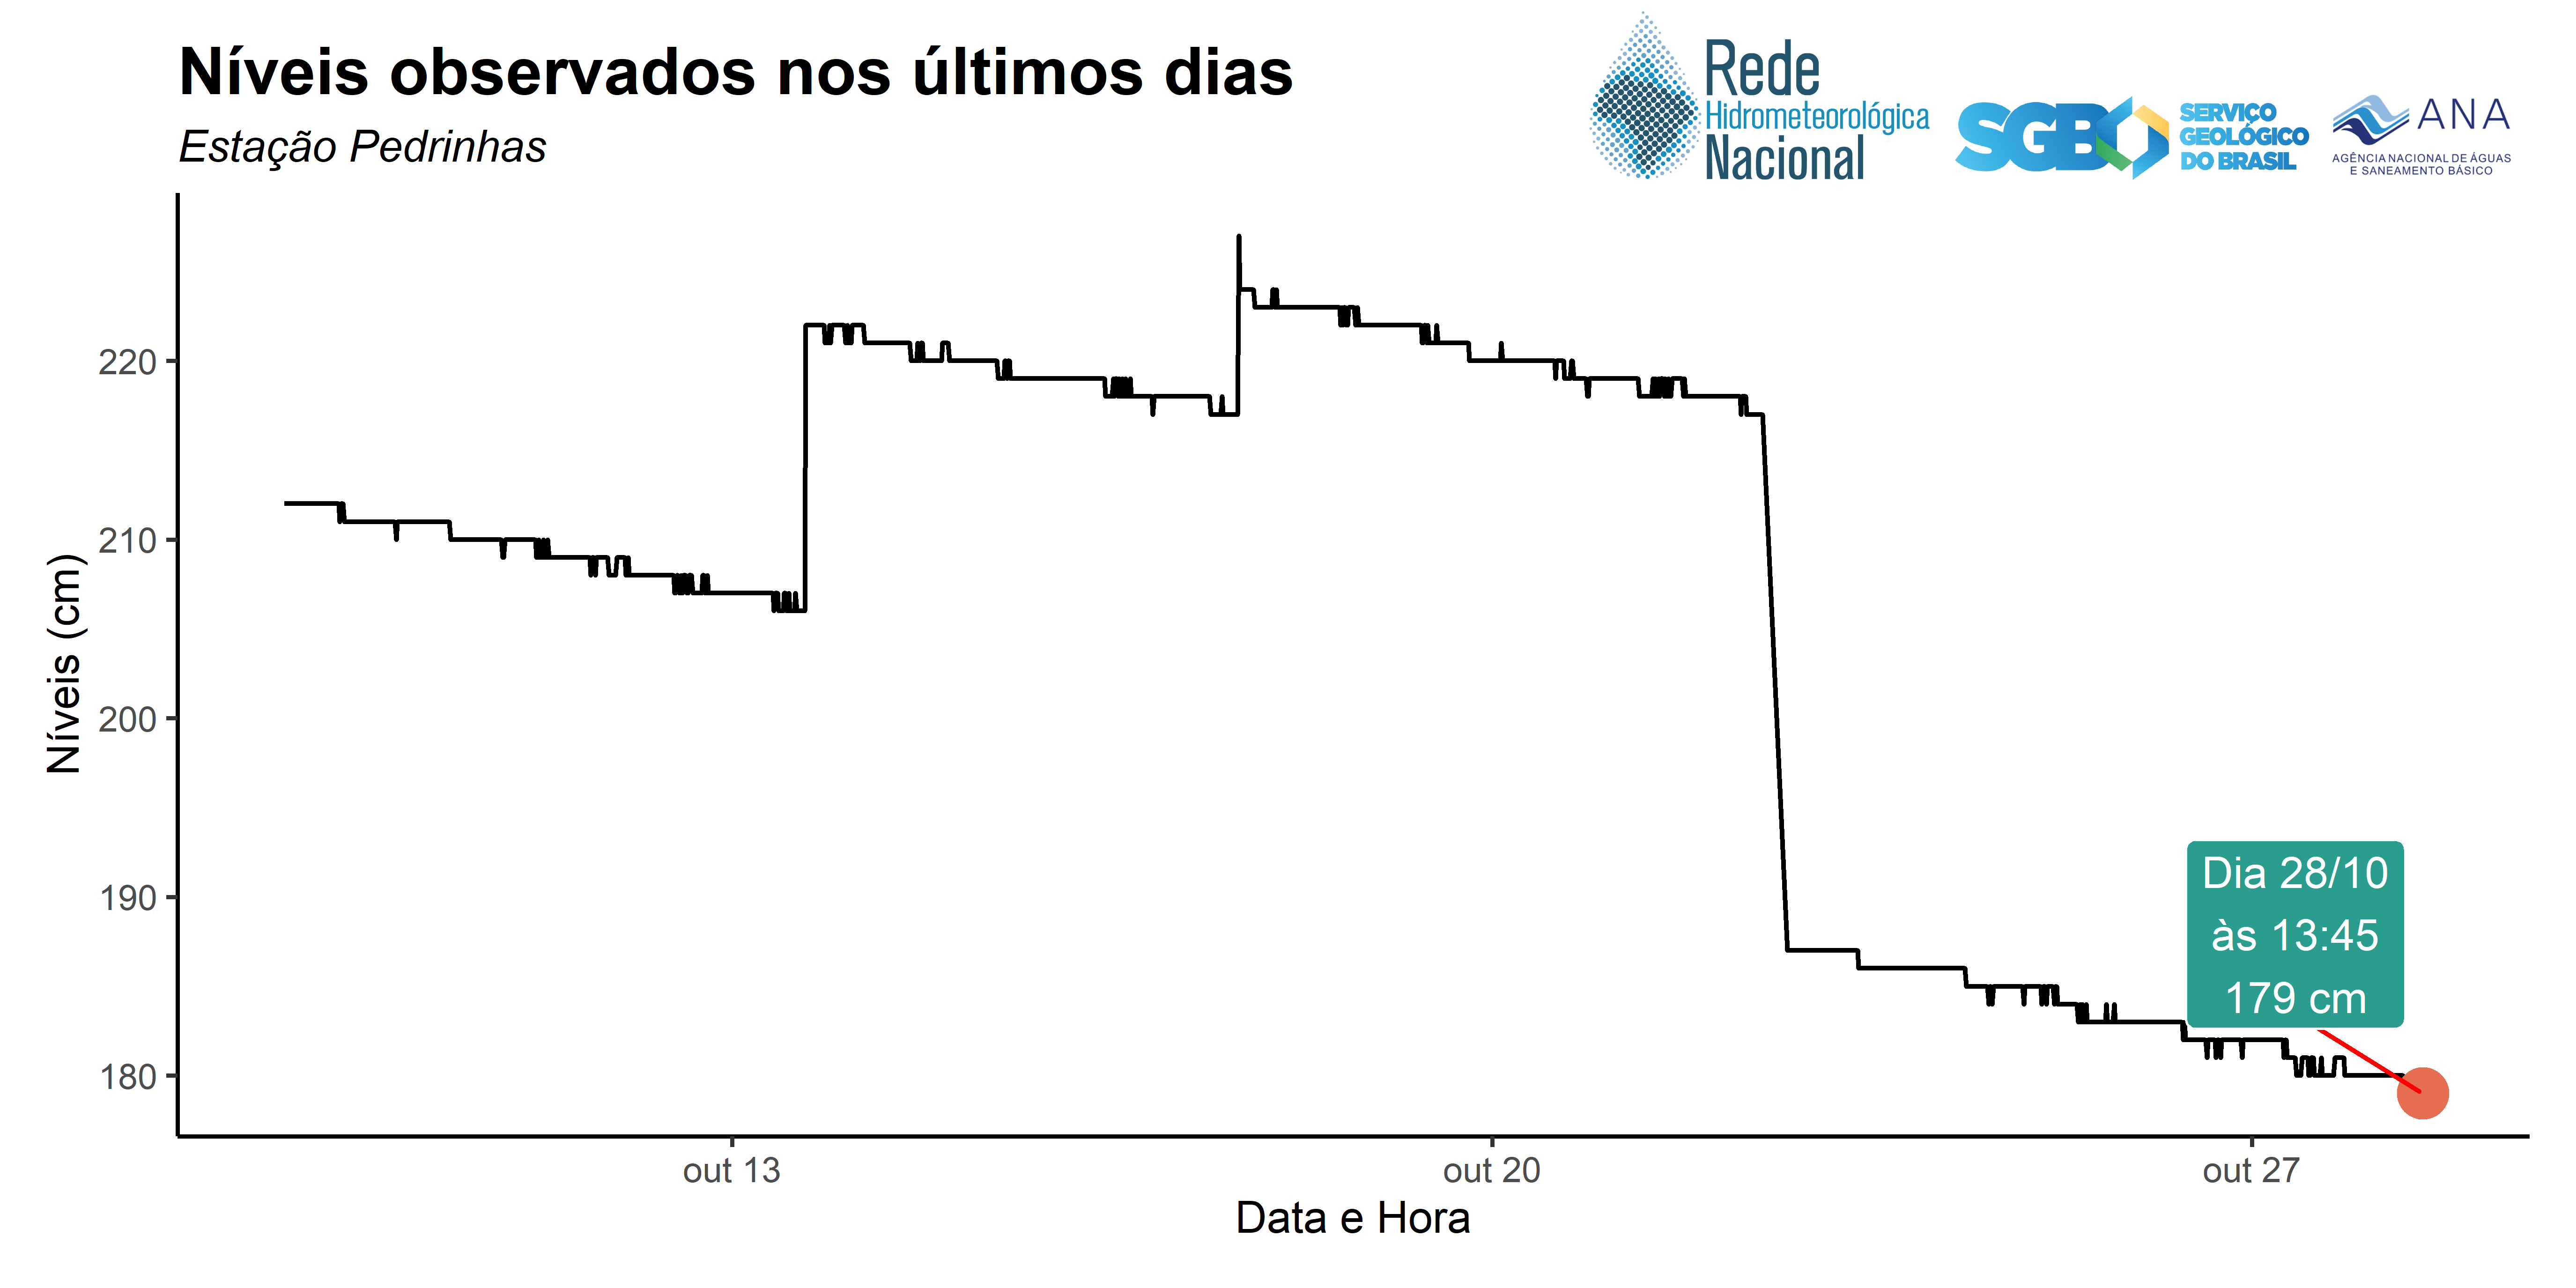 Níveis observados nos últimos dias
Estação Pedrinhas
Rede
Hidrometeorológica
Nacional
SGB
SERVIÇO
GEOLÓGICO
DO BRASIL
ANA
AGÊNCIA NACIONAL DE ÁGUAS
E SANEAMENTO BÁSICO
Níveis (cm)
220
210
200
190
180
Dia 28/10
às 13:45
179 cm
out 13
out 20
out 27
Data e Hora